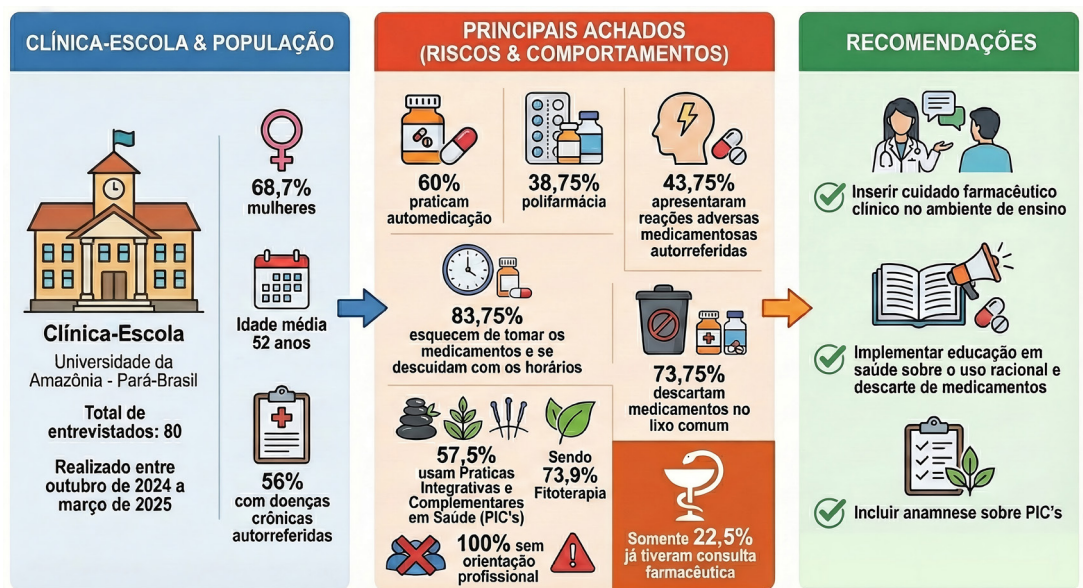 CLÍNICA-ESCOLA & POPULAÇÃO
Clínica-Escola
Universidade da
Amazônia - Pará-Brasil
Total de
entrevistados: 80
Realizado entre
outubro de 2024 a
março de 2025
68,7%
mulheres
Idade média
52 anos
56%
com doenças
crônicas
autorreferidas
PRINCIPAIS ACHADOS
(RISCOS & COMPORTAMENTOS)
60%
praticam
automedicação
38,75%
polifarmácia
43,75%
apresentaram
reações adversas
medicamentosas
autorreferidas
83,75%
esquecem de tomar os
medicamentos e se
descuidam com os horários
73,75%
descartam
medicamentos no
lixo comum
57,5%
usam Praticas
Integrativas e
Complementares
em Saúde (PIC's)
Sendo
73,9%
Fitoterapia
100% sem
orientação
profissional
Somente 22,5%
já tiveram consulta
farmacêutica
RECOMENDAÇÕES
Inserir cuidado farmacêutico
clínico no ambiente de ensino
Implementar educação em
saúde sobre o uso racional e
descarte de medicamentos
Incluir anamnese sobre PIC's